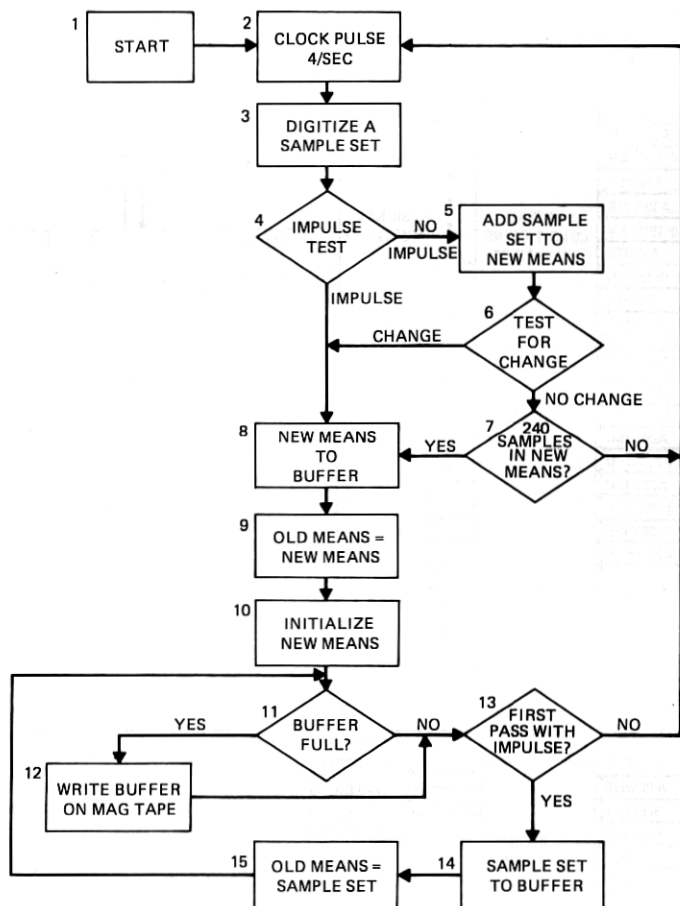 1
START
2
CLOCK PULSE
4/SEC
3
DIGITIZE A
SAMPLE SET
4
IMPULSE
TEST
NO
IMPULSE
5
ADD SAMPLE
SET TO
NEW MEANS
IMPULSE
6
TEST
FOR
CHANGE
CHANGE
NO CHANGE
7
240
SAMPLES
IN NEW
MEANS?
YES
NO
8
NEW MEANS
TO
BUFFER
9
OLD MEANS =
NEW MEANS
10
INITIALIZE
NEW MEANS
11
BUFFER
FULL?
YES
NO
13
FIRST
PASS WITH
IMPULSE?
NO
YES
12
WRITE BUFFER
ON MAG TAPE
15
OLD MEANS =
SAMPLE SET
14
SAMPLE SET
TO BUFFER